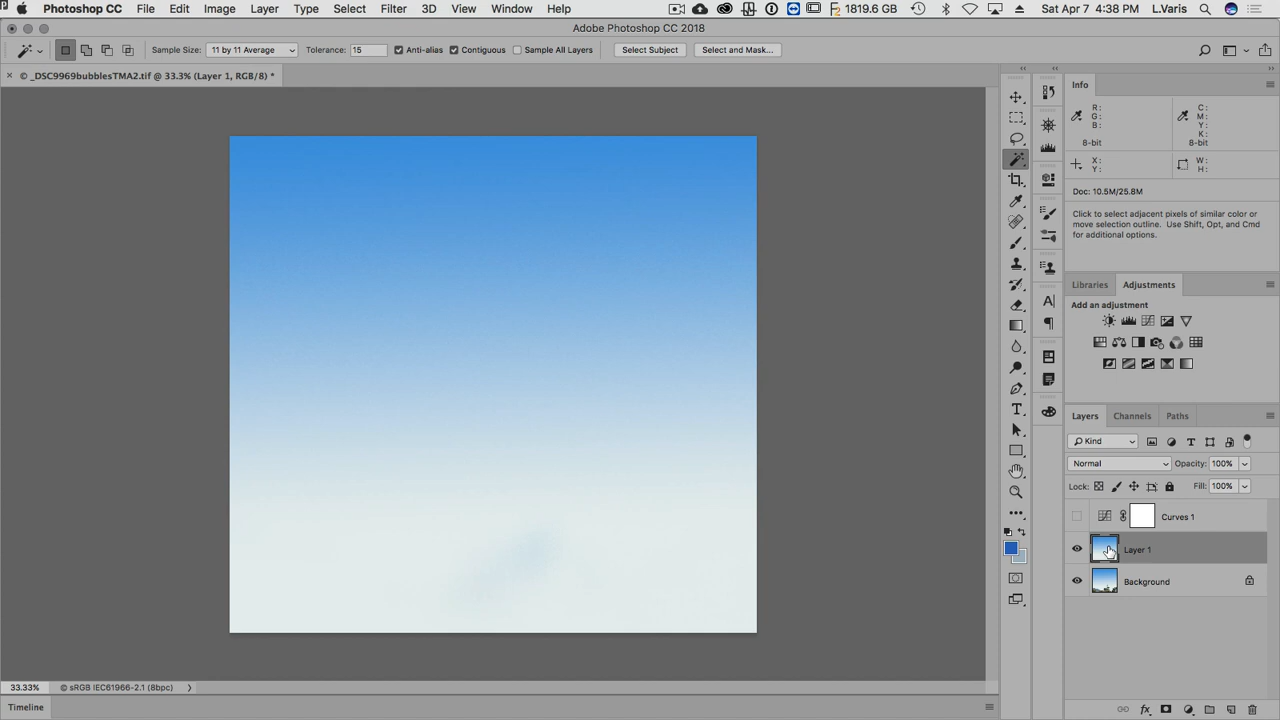 Photoshop CC File Edit Image Layer Type Select Filter 3D View Window Help 1819.6 GB Sat Apr 7 4:38 PM L.Varis
Adobe Photoshop CC 2018
Sample Size: 11 by 11 Average Tolerance: 15 Anti-alias Contiguous Sample All Layers Select Subject Select and Mask...
© _DSC9969bubblesTMA2.tif @ 33.3% (Layer 1, RGB/8) *
Info
R: C:
G: M:
B: Y:
K:
8-bit 8-bit
X: W:
Y: H:
Doc: 10.5M/25.8M
Click to select adjacent pixels of similar color or
move selection outline. Use Shift, Opt, and Cmd
for additional options.
Libraries Adjustments
Add an adjustment
Layers Channels Paths
Kind
Normal Opacity: 100%
Lock: Fill: 100%
Curves 1
Layer 1
Background
33.33% © sRGB IEC61966-2.1 (8bpc)
Timeline